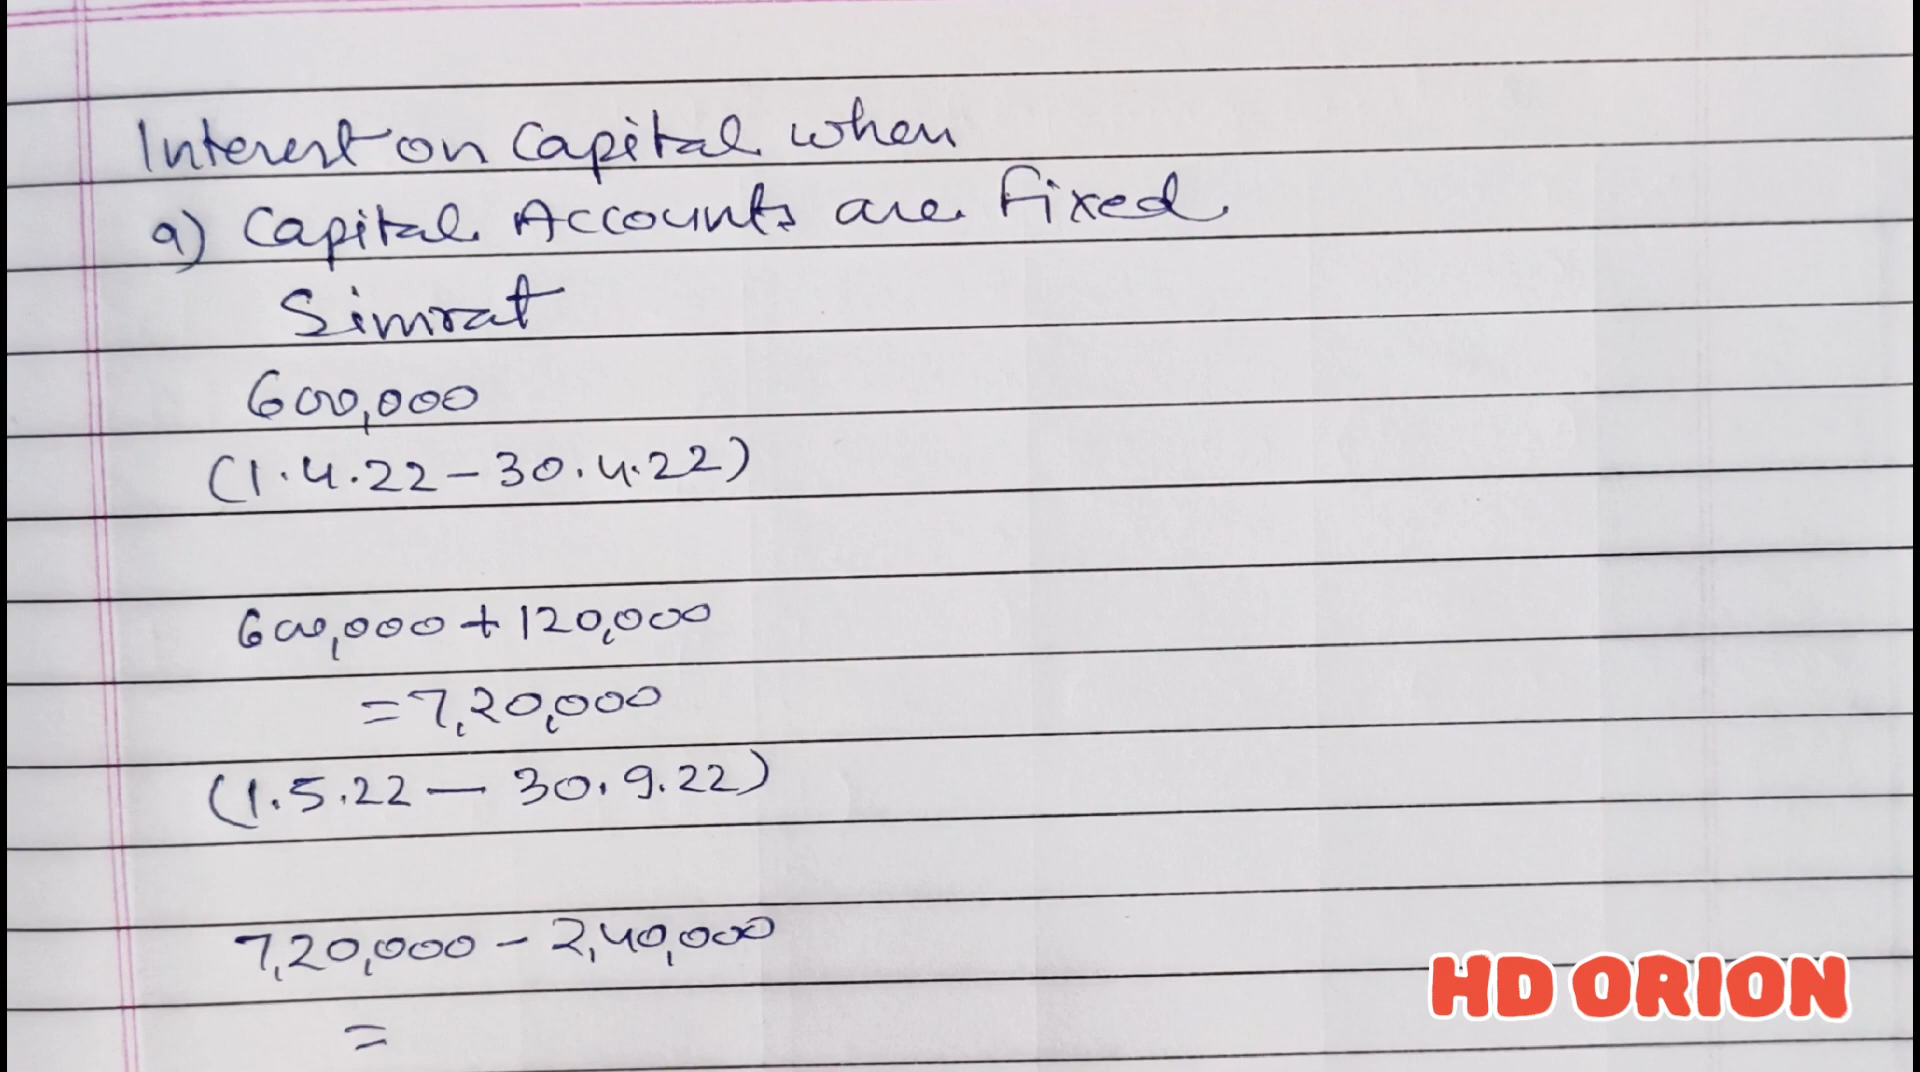 Interest on Capital when
a) Capital Accounts are fixed
Simrat
600,000
(1.4.22 - 30.4.22)
600,000 + 120,000
= 7,20,000
(1.5.22 — 30.9.22)
7,20,000 - 2,40,000
=
HD ORION